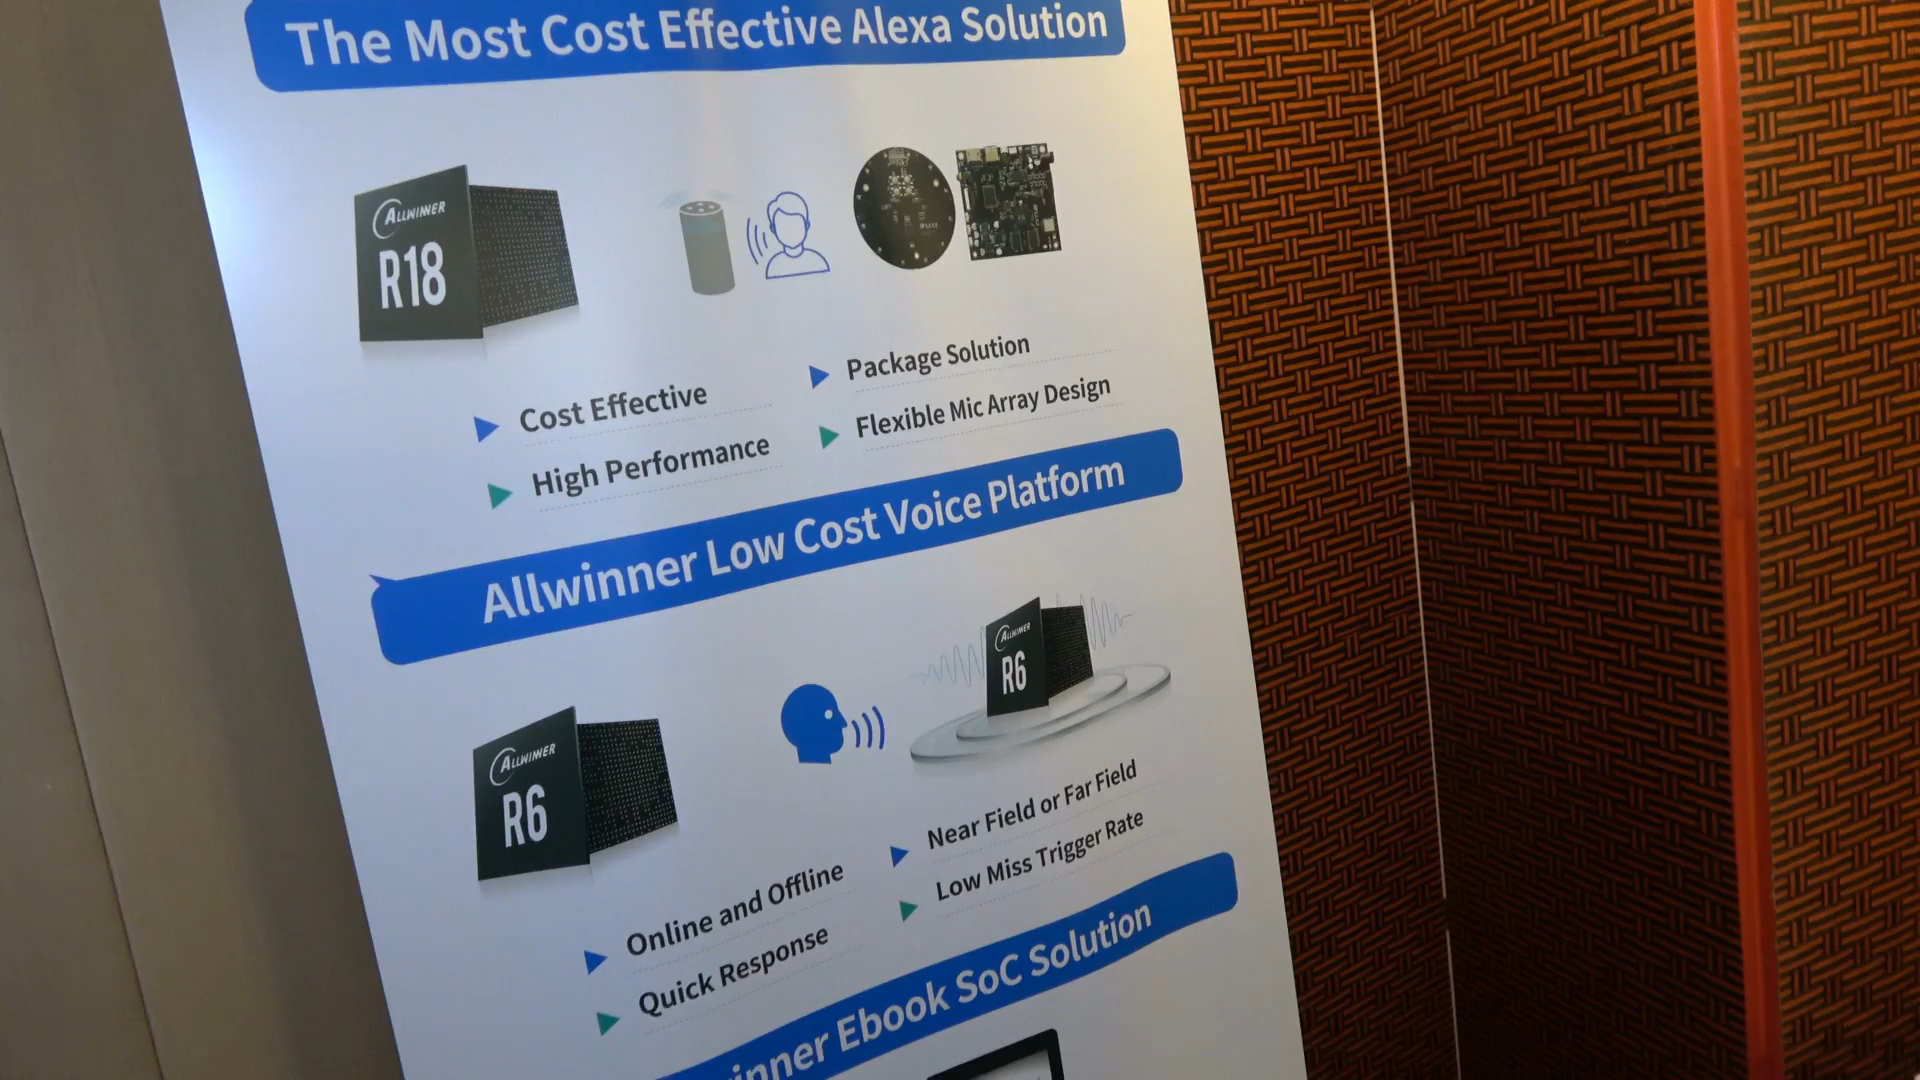 The Most Cost Effective Alexa Solution
ALLWINNER
R18
Cost Effective
High Performance
Package Solution
Flexible Mic Array Design
Allwinner Low Cost Voice Platform
ALLWINNER
R6
ALLWINNER
R6
Online and Offline
Quick Response
Near Field or Far Field
Low Miss Trigger Rate
winner Ebook SoC Solution